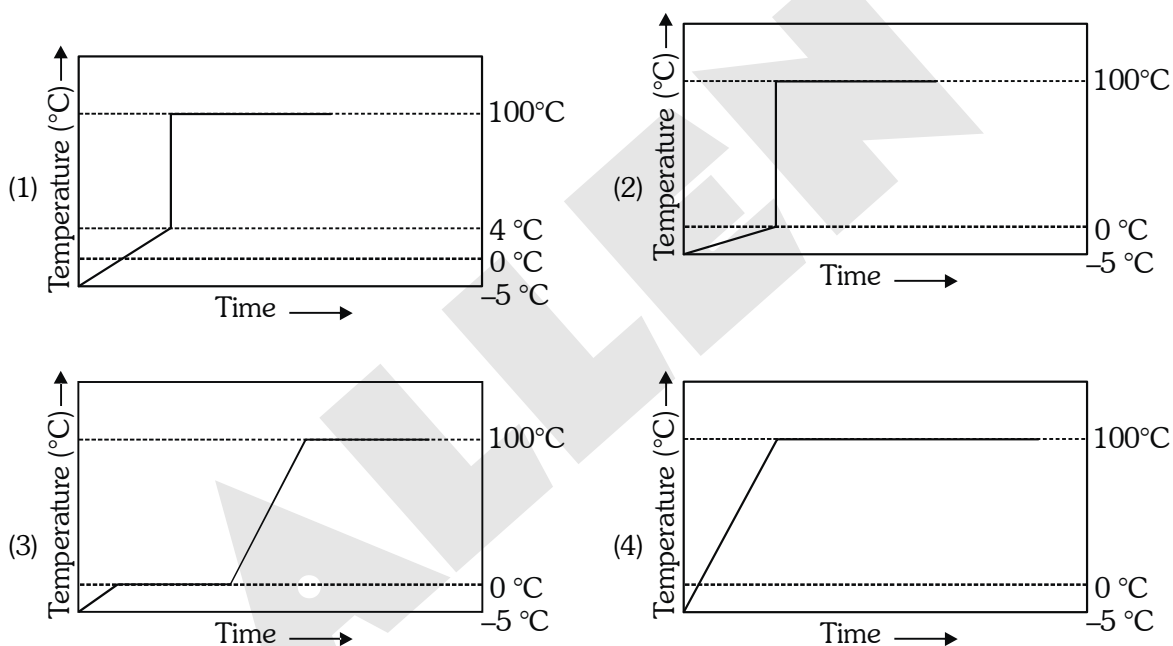 (1)
Temperature (°C)
100°C
4 °C
0 °C
–5 °C
Time
(2)
Temperature (°C)
100°C
0 °C
–5 °C
Time
(3)
Temperature (°C)
100°C
0 °C
–5 °C
Time
(4)
Temperature (°C)
100°C
0 °C
–5 °C
Time
ALLEN